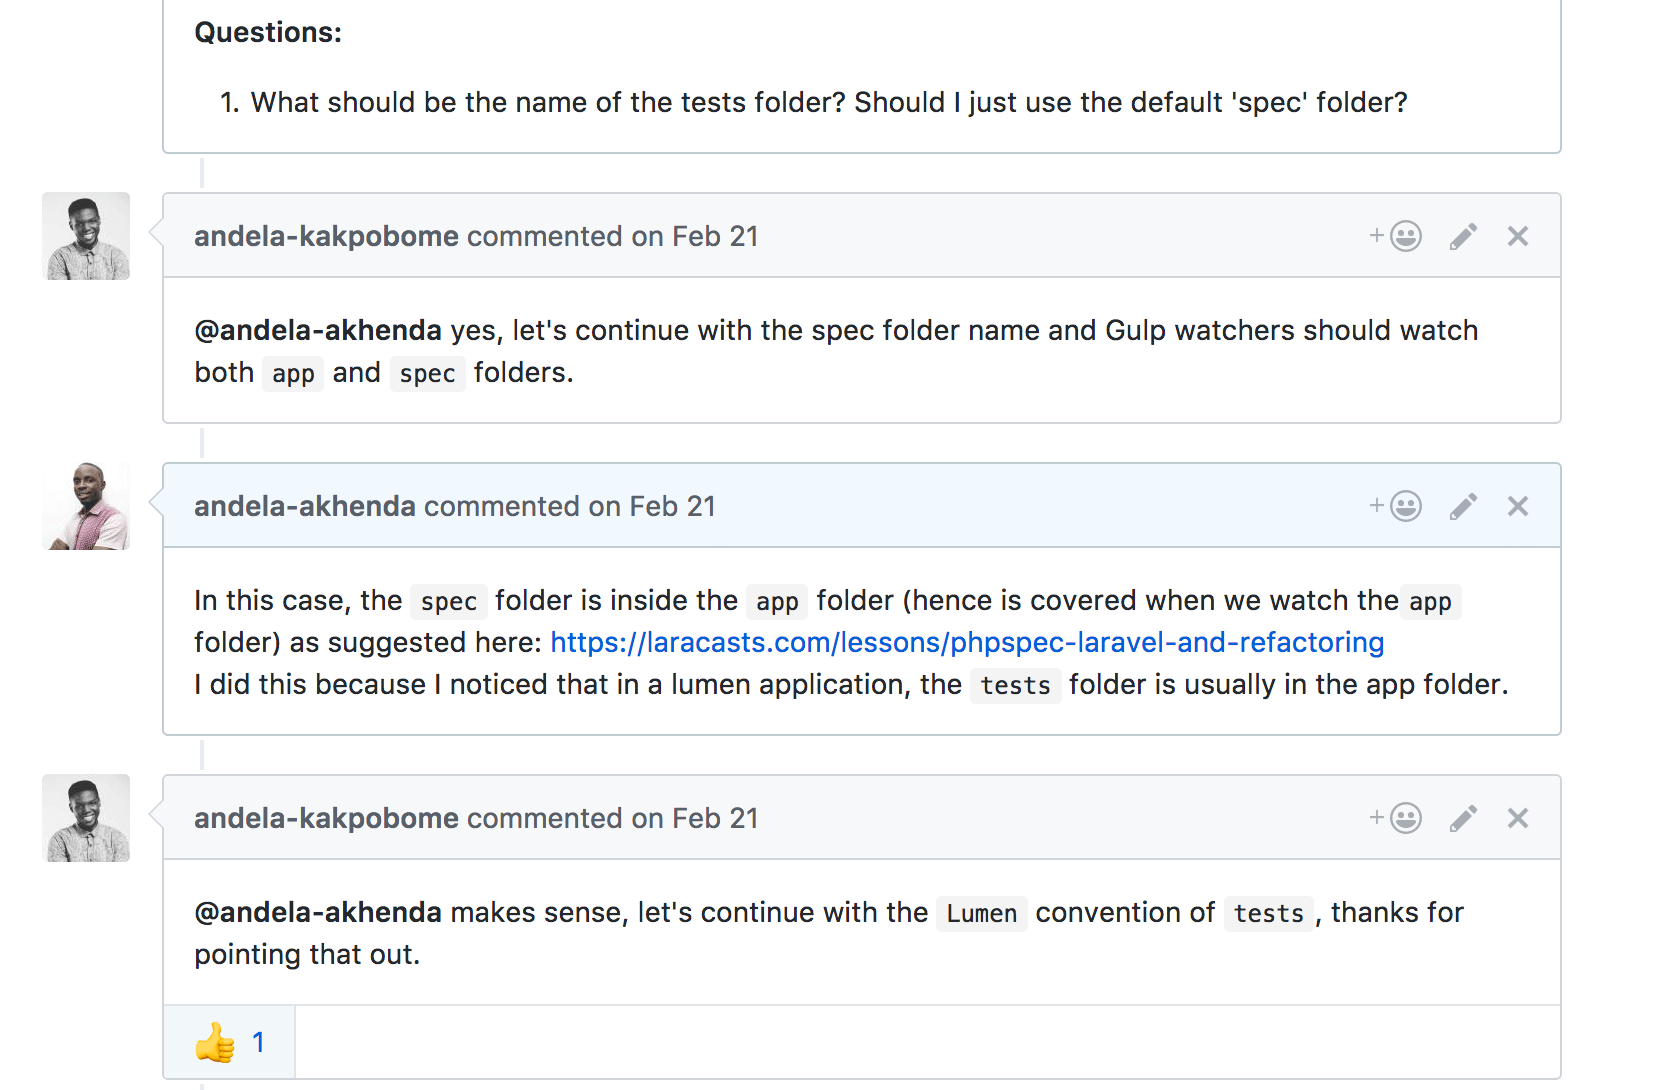 Questions:
1. What should be the name of the tests folder? Should I just use the default 'spec' folder?
andela-kakpobome commented on Feb 21
@andela-akhenda yes, let's continue with the spec folder name and Gulp watchers should watch
both app and spec folders.
andela-akhenda commented on Feb 21
In this case, the spec folder is inside the app folder (hence is covered when we watch the app
folder) as suggested here: https://laracasts.com/lessons/phpspec-laravel-and-refactoring
I did this because I noticed that in a lumen application, the tests folder is usually in the app folder.
andela-kakpobome commented on Feb 21
@andela-akhenda makes sense, let's continue with the Lumen convention of tests, thanks for
pointing that out.
👍 1